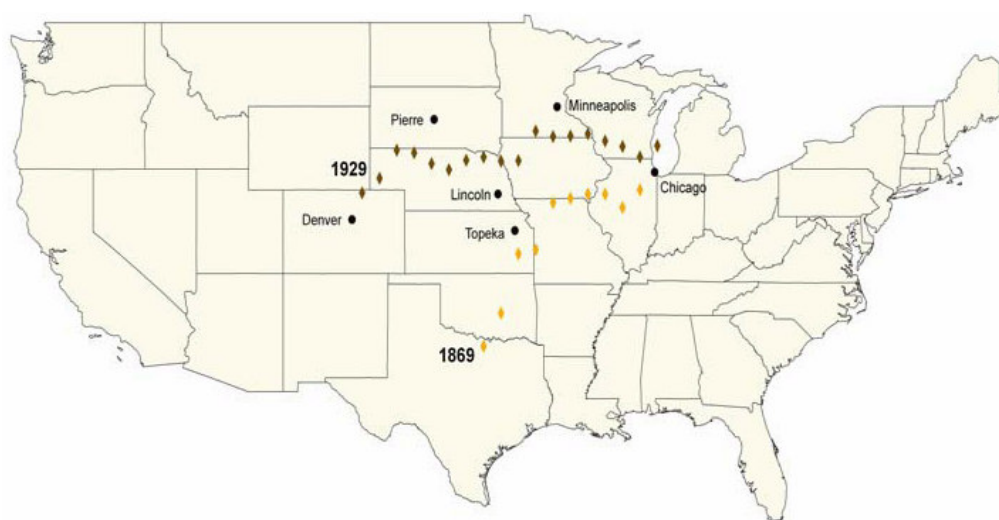 Minneapolis
Pierre
1929
Chicago
Lincoln
Denver
Topeka
1869